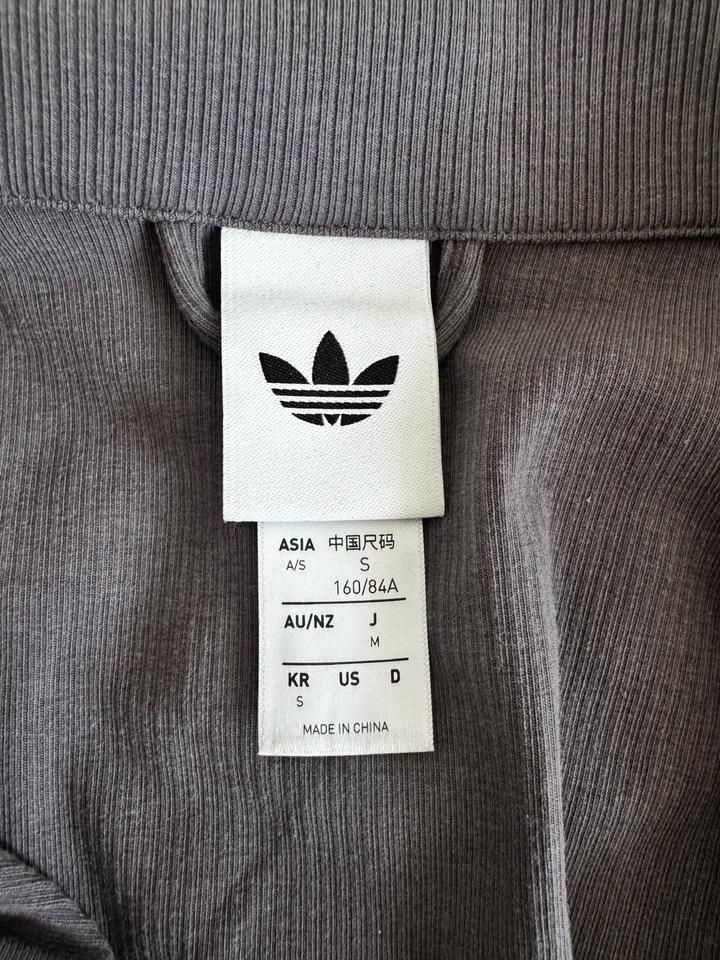 ASIA 中国尺码
A/S S
160/84A
AU/NZ J
M
KR US D
S
MADE IN CHINA